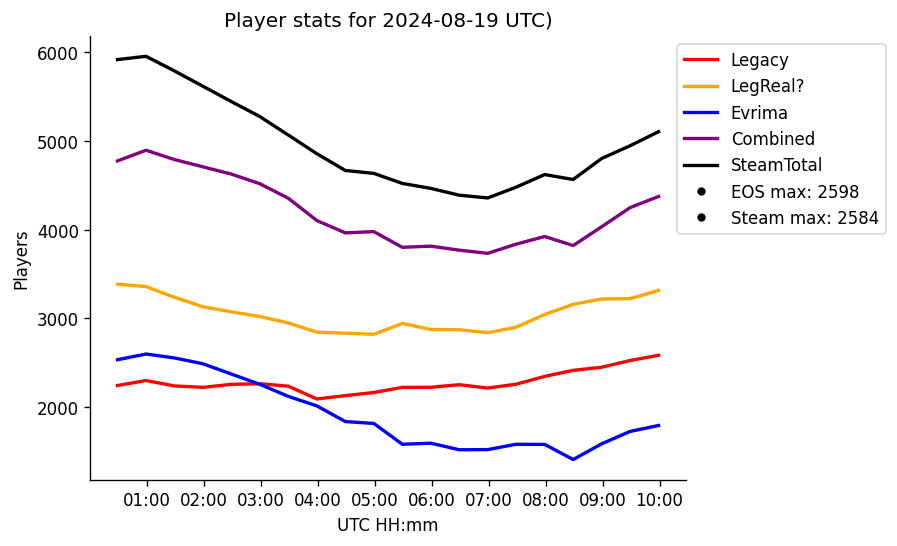 Player stats for 2024-08-19 UTC)
6000
5000
4000
3000
2000
Players
01:00 02:00 03:00 04:00 05:00 06:00 07:00 08:00 09:00 10:00
UTC HH:mm
Legacy
LegReal?
Evrima
Combined
SteamTotal
EOS max: 2598
Steam max: 2584